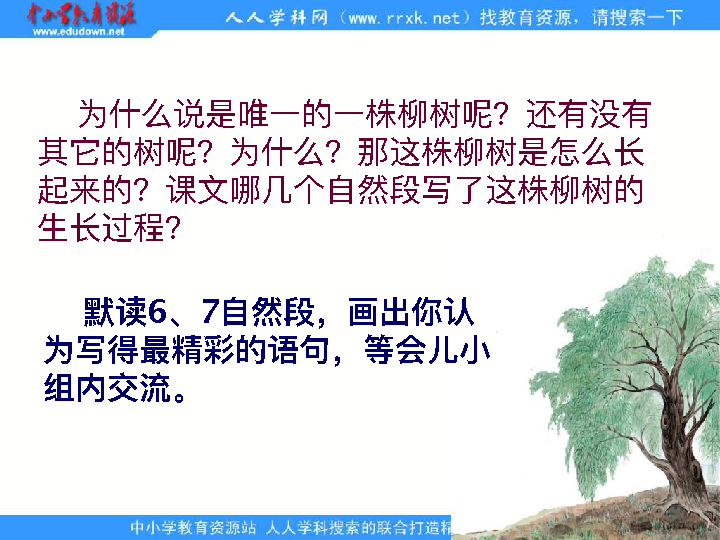 中小学教育资源
www.edudown.net
人人学科网（www.rrxk.net）找教育资源，请搜索一下
为什么说是唯一的一株柳树呢？还有没有
其它的树呢？为什么？那这株柳树是怎么长
起来的？课文哪几个自然段写了这株柳树的
生长过程？
默读6、7自然段，画出你认
为写得最精彩的语句，等会儿小
组内交流。
中小学教育资源站 人人学科搜索的联合打造精